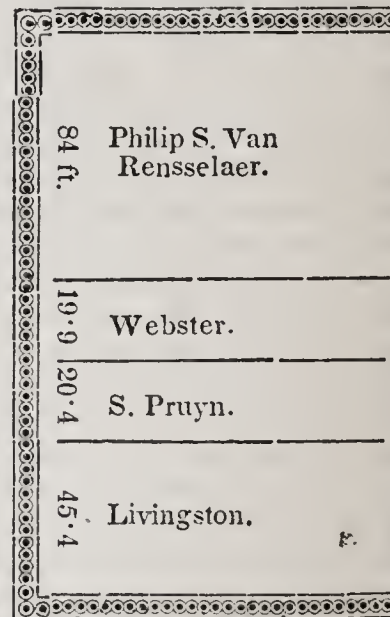 84 ft.
Philip S. Van
Rensselaer.
19·9
Webster.
20·4
S. Pruyn.
45·4
Livingston.